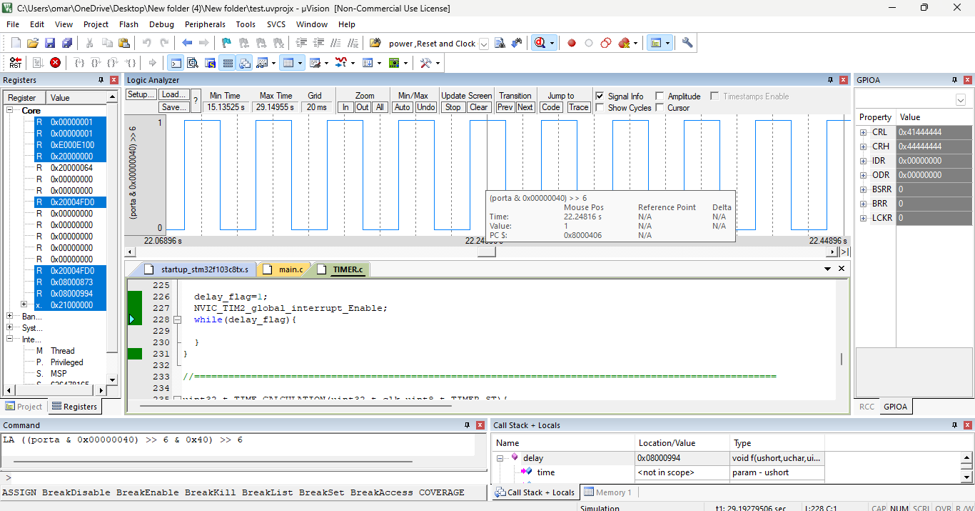 C:\Users\omar\OneDrive\Desktop\New folder (4)\New folder\test.uvprojx - µVision [Non-Commercial Use License]
File Edit View Project Flash Debug Peripherals Tools SVCS Window Help
power ,Reset and Clock
RST
Registers
Register Value
Core
R 0x00000001
R 0x00000001
R 0xE000E100
R 0x20000000
R 0x20000064
R 0x00000000
R 0x00000000
R 0x20004FD0
R 0x00000000
R 0x00000000
R 0x00000000
R 0x00000000
R 0x00000000
R 0x20004FD0
R 0x08000873
R 0x08000994
x. 0x21000000
Ban...
Syst...
Inte...
M Thread
P. Privileged
S. MSP
Project Registers
Logic Analyzer
Setup... Load... Save... ?
Min Time Max Time Grid Zoom Min/Max Update Screen Transition Jump to
15.13525 s 29.14955 s 20 ms In Out All Auto Undo Stop Clear Prev Next Code Trace
Signal Info Amplitude Timestamps Enable
Show Cycles Cursor
1
(porta & 0x00000040) >> 6
0
22.06896 s 22.44896 s
(porta & 0x00000040) >> 6
Mouse Pos Reference Point Delta
Time: 22.24816 s N/A N/A
Value: 1 N/A N/A
PC $: 0x8000406 N/A
startup_stm32f103c8tx.s main.c TIMER.c
225
226 delay_flag=1;
227 NVIC_TIM2_global_interrupt_Enable;
228 while(delay_flag){
229
230 }
231 }
232
233 //=====================================================================================
234
GPIOA
Property Value
CRL 0x41444444
CRH 0x44444444
IDR 0x00000000
ODR 0x00000000
BSRR 0
BRR 0
LCKR 0
RCC GPIOA
Command
LA ((porta & 0x00000040) >> 6 & 0x40) >> 6
>
ASSIGN BreakDisable BreakEnable BreakKill BreakList BreakSet BreakAccess COVERAGE
Call Stack + Locals
Name Location/Value Type
delay 0x08000994 void f(ushort,uchar,ui...
time <not in scope> param - ushort
Call Stack + Locals Memory 1
Simulation t1: 29.19279506 sec L:228 C:1 CAP NUM SCRL OVR R/W